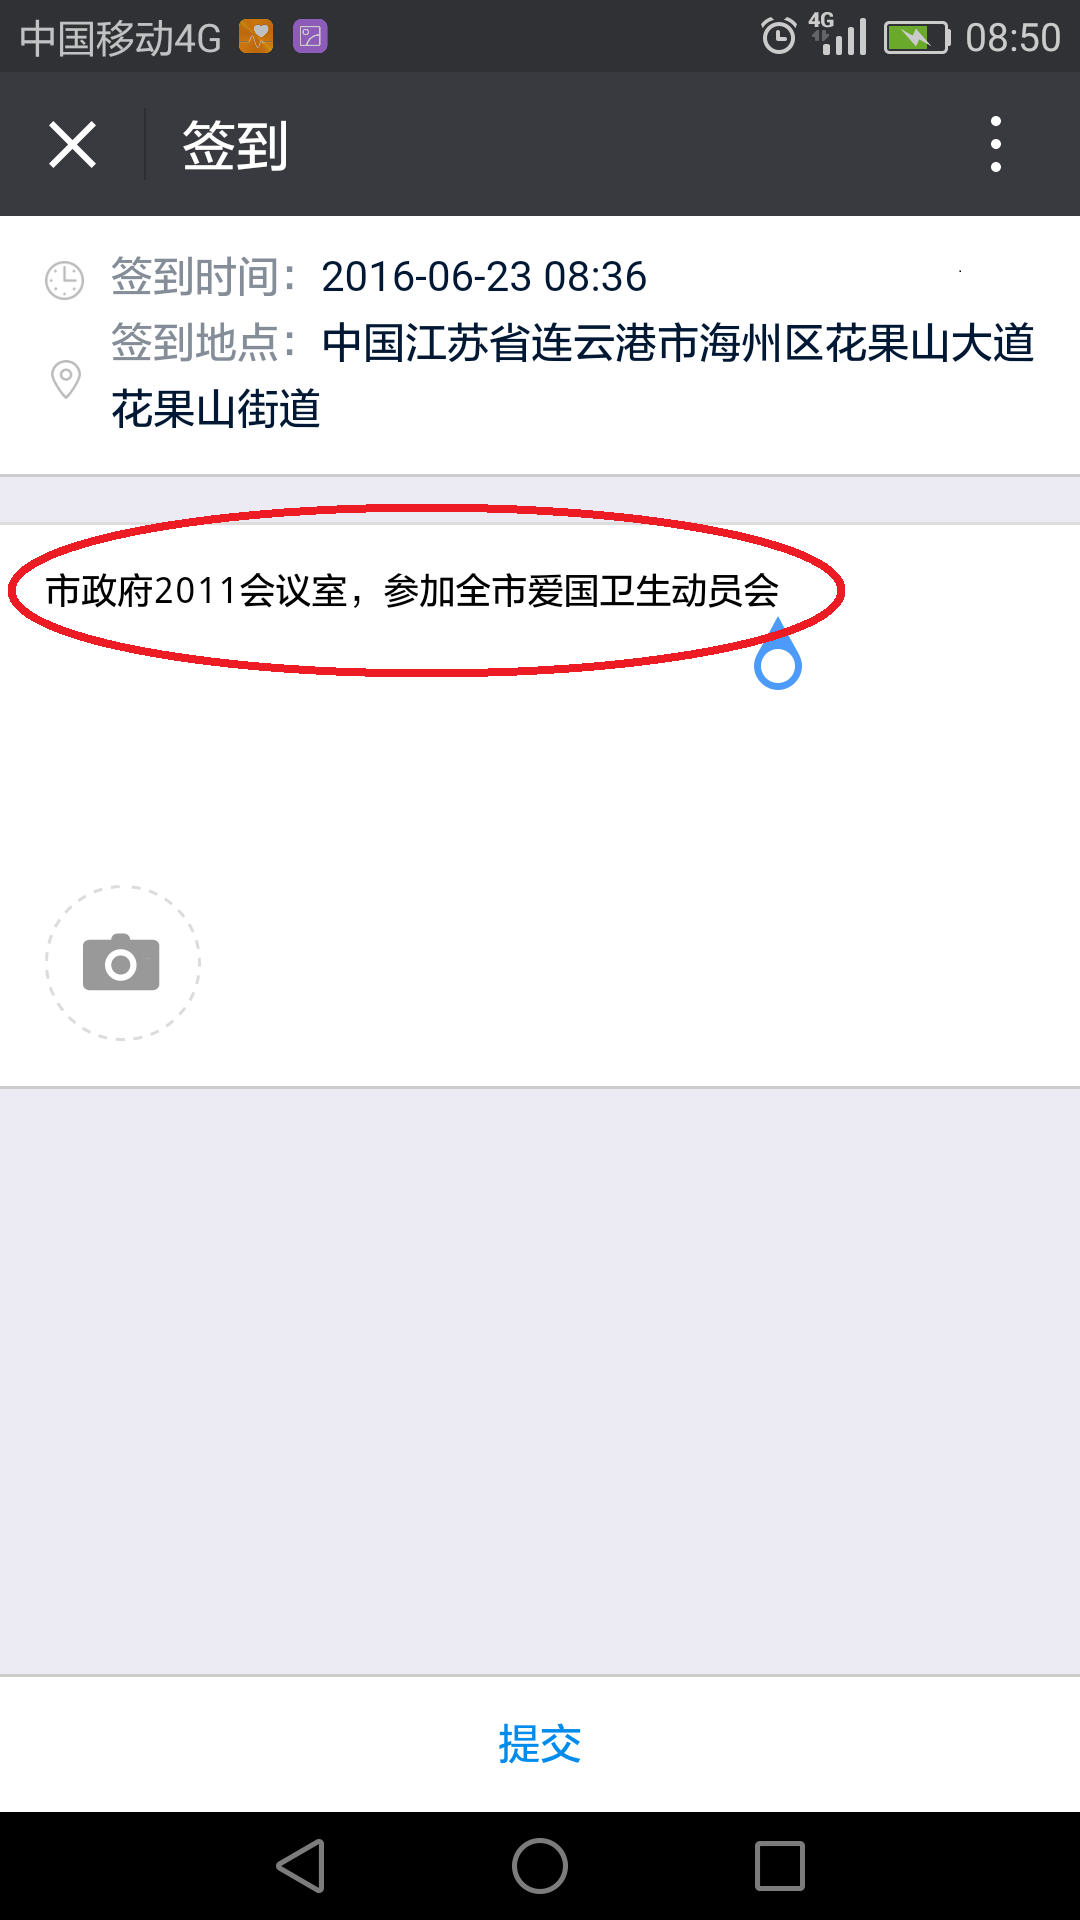 中国移动4G 4G 08:50
签到
签到时间：2016-06-23 08:36
签到地点：中国江苏省连云港市海州区花果山大道
花果山街道
市政府2011会议室，参加全市爱国卫生动员会
提交